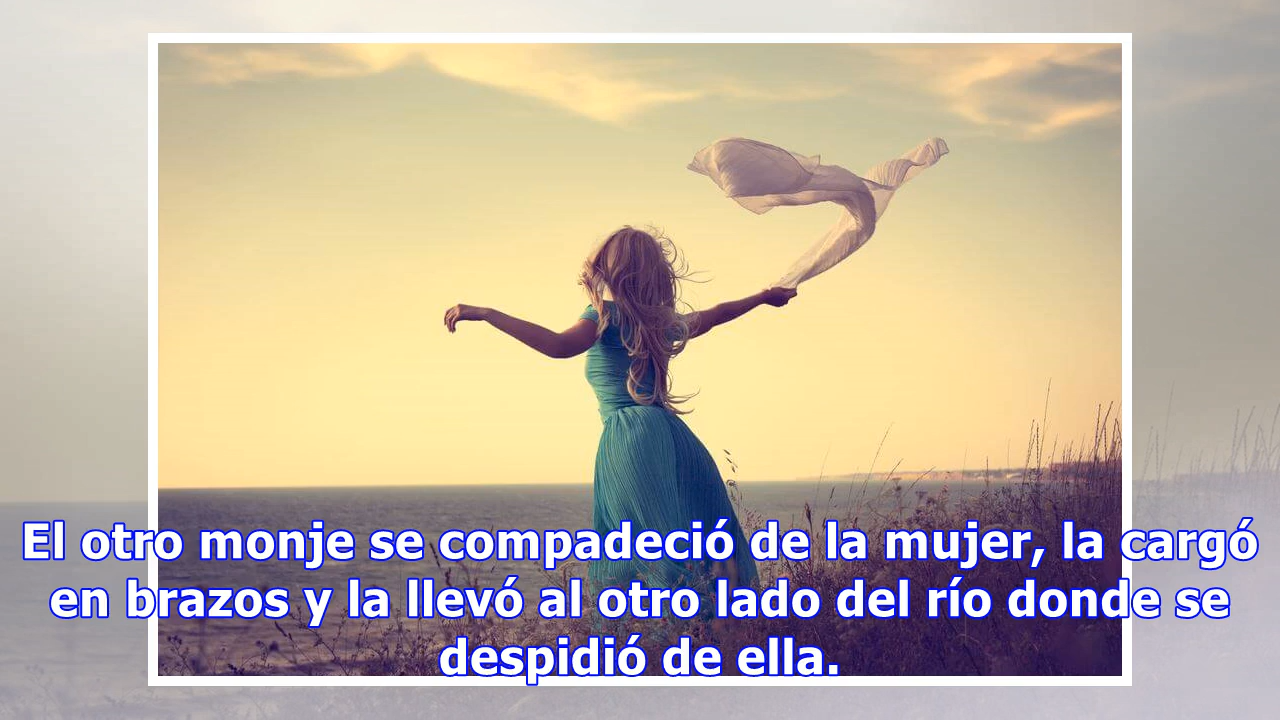 El otro monje se compadeció de la mujer, la cargó
en brazos y la llevó al otro lado del río donde se
despidió de ella.